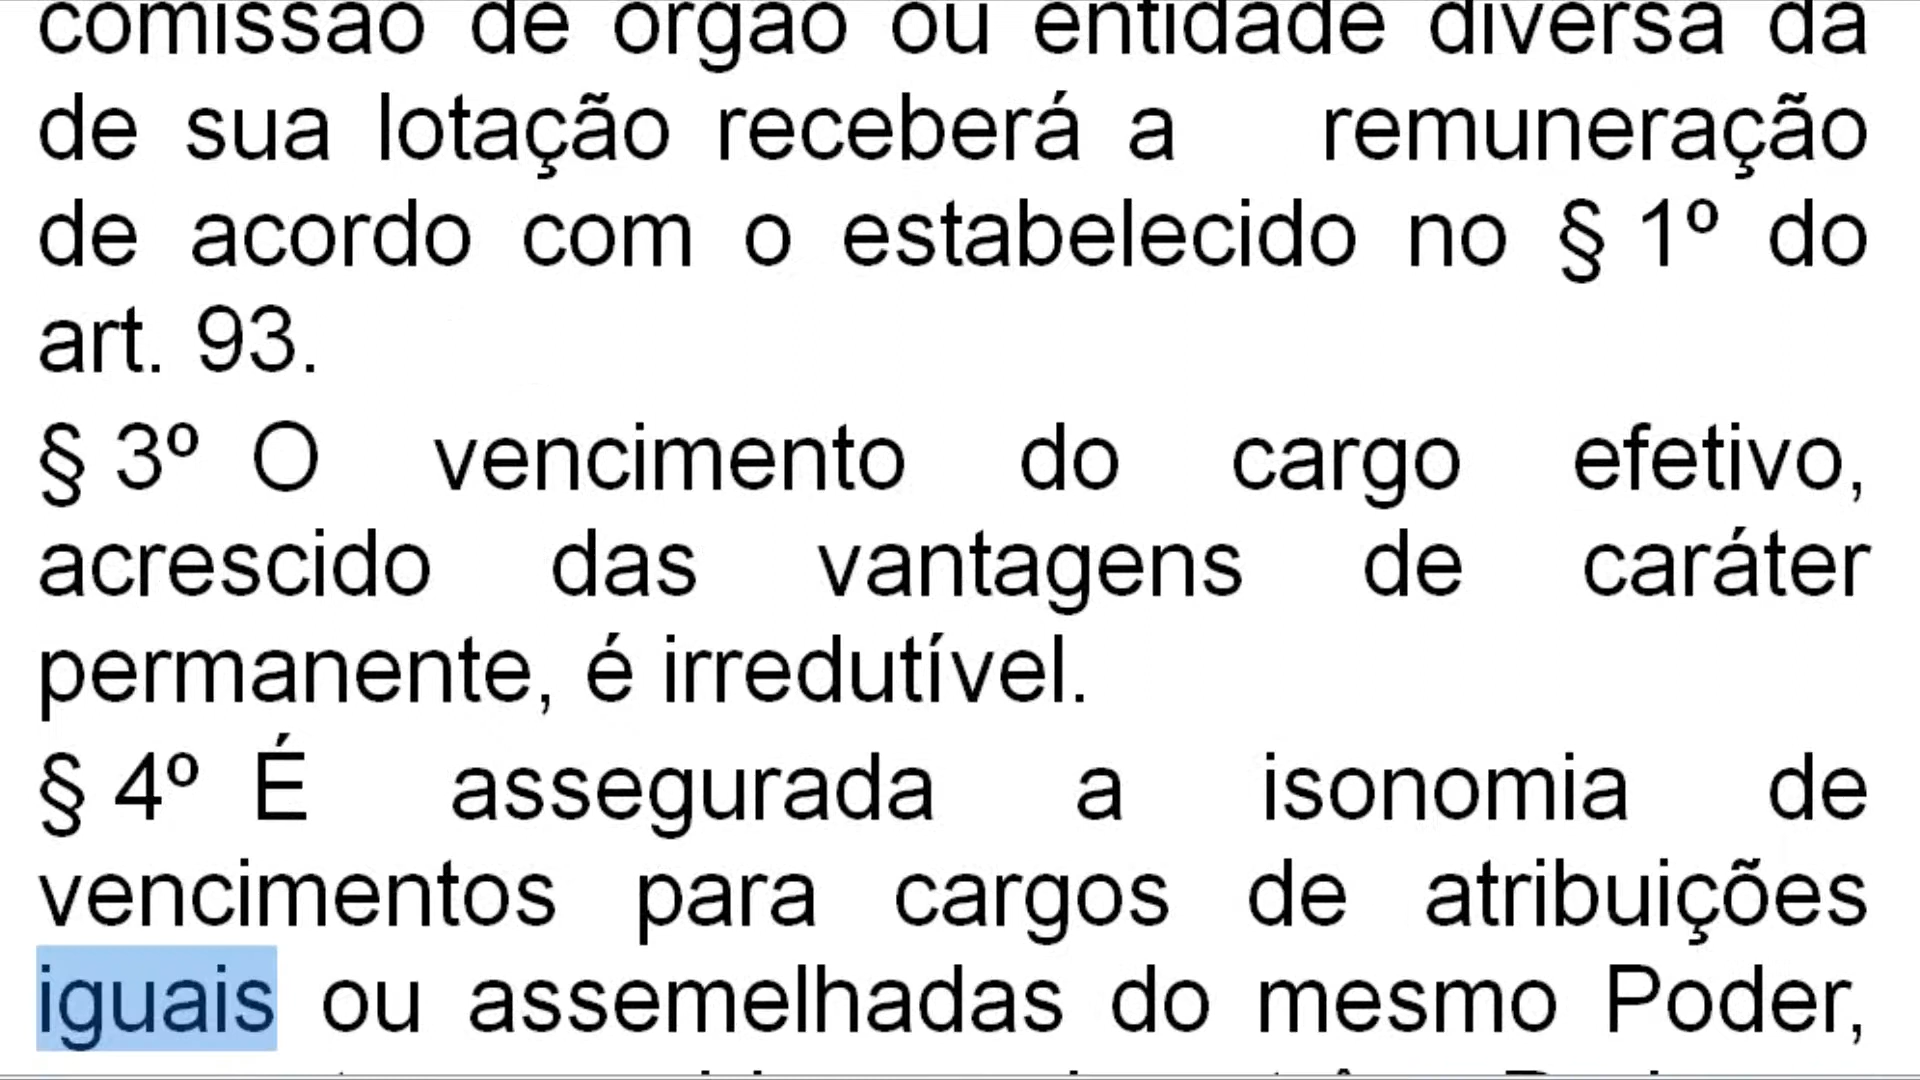 comissão de órgão ou entidade diversa da
de sua lotação receberá a remuneração
de acordo com o estabelecido no § 1º do
art. 93.
§ 3º O vencimento do cargo efetivo,
acrescido das vantagens de caráter
permanente, é irredutível.
§ 4º É assegurada a isonomia de
vencimentos para cargos de atribuições
iguais ou assemelhadas do mesmo Poder,